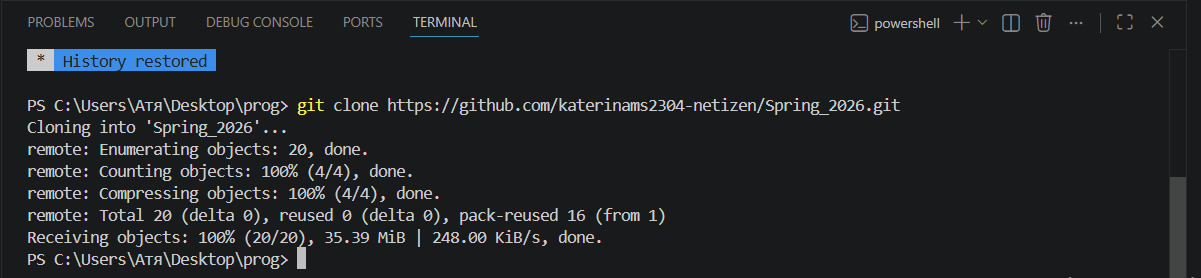 PROBLEMS OUTPUT DEBUG CONSOLE PORTS TERMINAL powershell
* History restored
PS C:\Users\Атя\Desktop\prog> git clone https://github.com/katerinams2304-netizen/Spring_2026.git
Cloning into 'Spring_2026'...
remote: Enumerating objects: 20, done.
remote: Counting objects: 100% (4/4), done.
remote: Compressing objects: 100% (4/4), done.
remote: Total 20 (delta 0), reused 0 (delta 0), pack-reused 16 (from 1)
Receiving objects: 100% (20/20), 35.39 MiB | 248.00 KiB/s, done.
PS C:\Users\Атя\Desktop\prog>